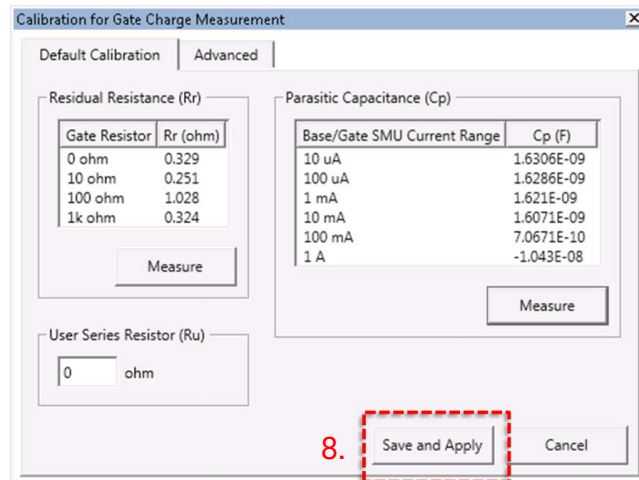 Calibration for Gate Charge Measurement
Default Calibration Advanced
Residual Resistance (Rr)
Gate Resistor Rr (ohm)
0 ohm 0.329
10 ohm 0.251
100 ohm 1.028
1k ohm 0.324
Measure
Parasitic Capacitance (Cp)
Base/Gate SMU Current Range Cp (F)
10 uA 1.6306E-09
100 uA 1.6286E-09
1 mA 1.621E-09
10 mA 1.6071E-09
100 mA 7.0671E-10
1 A -1.043E-08
Measure
User Series Resistor (Ru)
0 ohm
8. Save and Apply Cancel